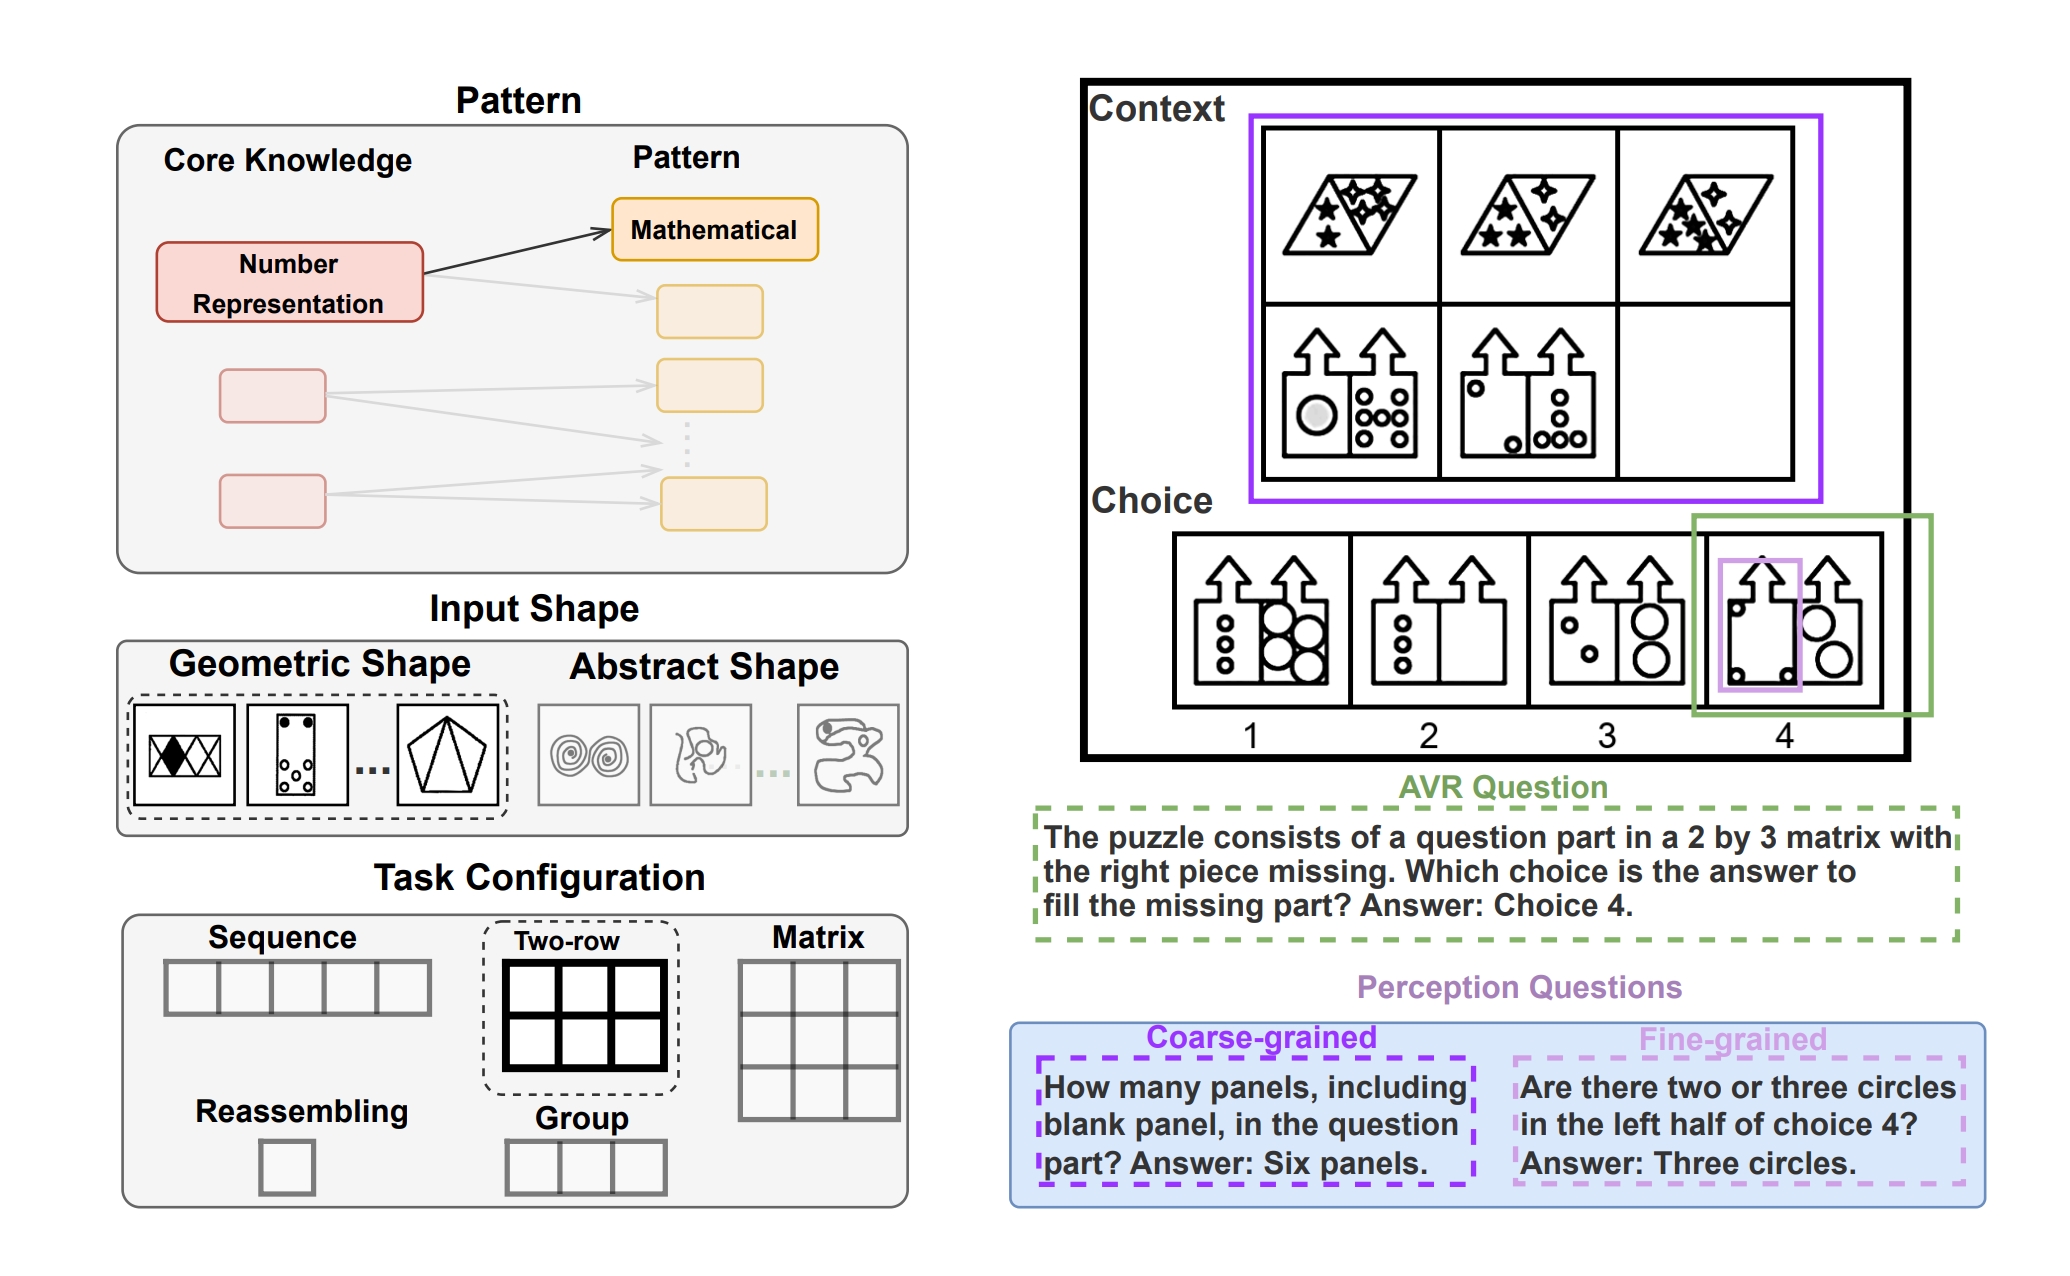 Pattern
Core Knowledge
Pattern
Mathematical
Number
Representation
Input Shape
Geometric Shape
Abstract Shape
...
...
Task Configuration
Sequence
Two-row
Matrix
Reassembling
Group
Context
Choice
1
2
3
4
AVR Question
The puzzle consists of a question part in a 2 by 3 matrix with
the right piece missing. Which choice is the answer to
fill the missing part? Answer: Choice 4.
Perception Questions
Coarse-grained
How many panels, including
blank panel, in the question
part? Answer: Six panels.
Fine-grained
Are there two or three circles
in the left half of choice 4?
Answer: Three circles.